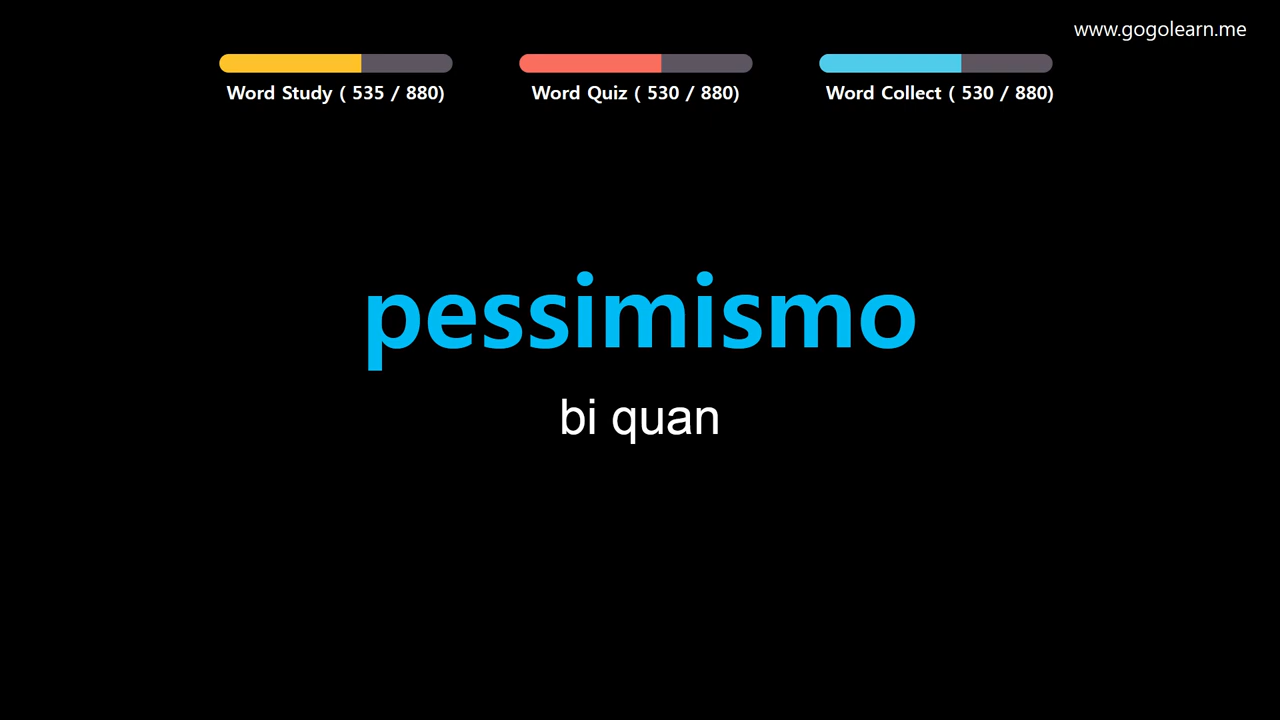 www.gogolearn.me
Word Study ( 535 / 880)
Word Quiz ( 530 / 880)
Word Collect ( 530 / 880)
pessimismo
bi quan